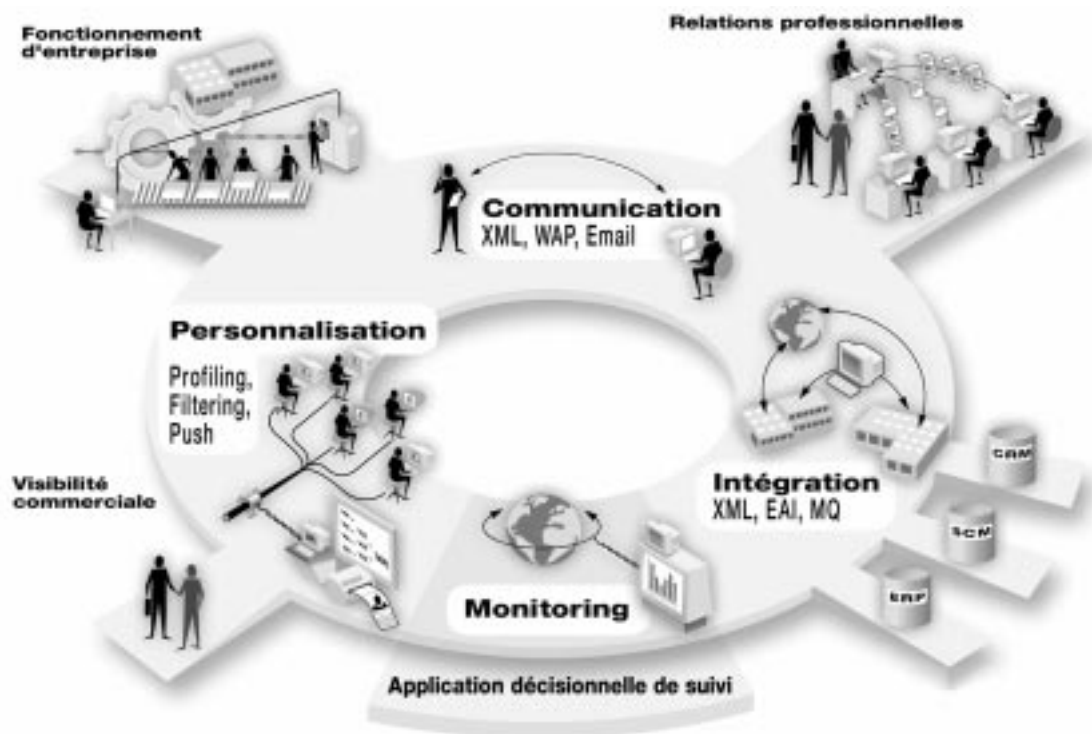 Fonctionnement
d'entreprise
Relations professionnelles
Communication
XML, WAP, Email
Personnalisation
Profiling,
Filtering,
Push
Visibilité
commerciale
Intégration
XML, EAI, MQ
CRM
SCM
ERP
Monitoring
Application décisionnelle de suivi